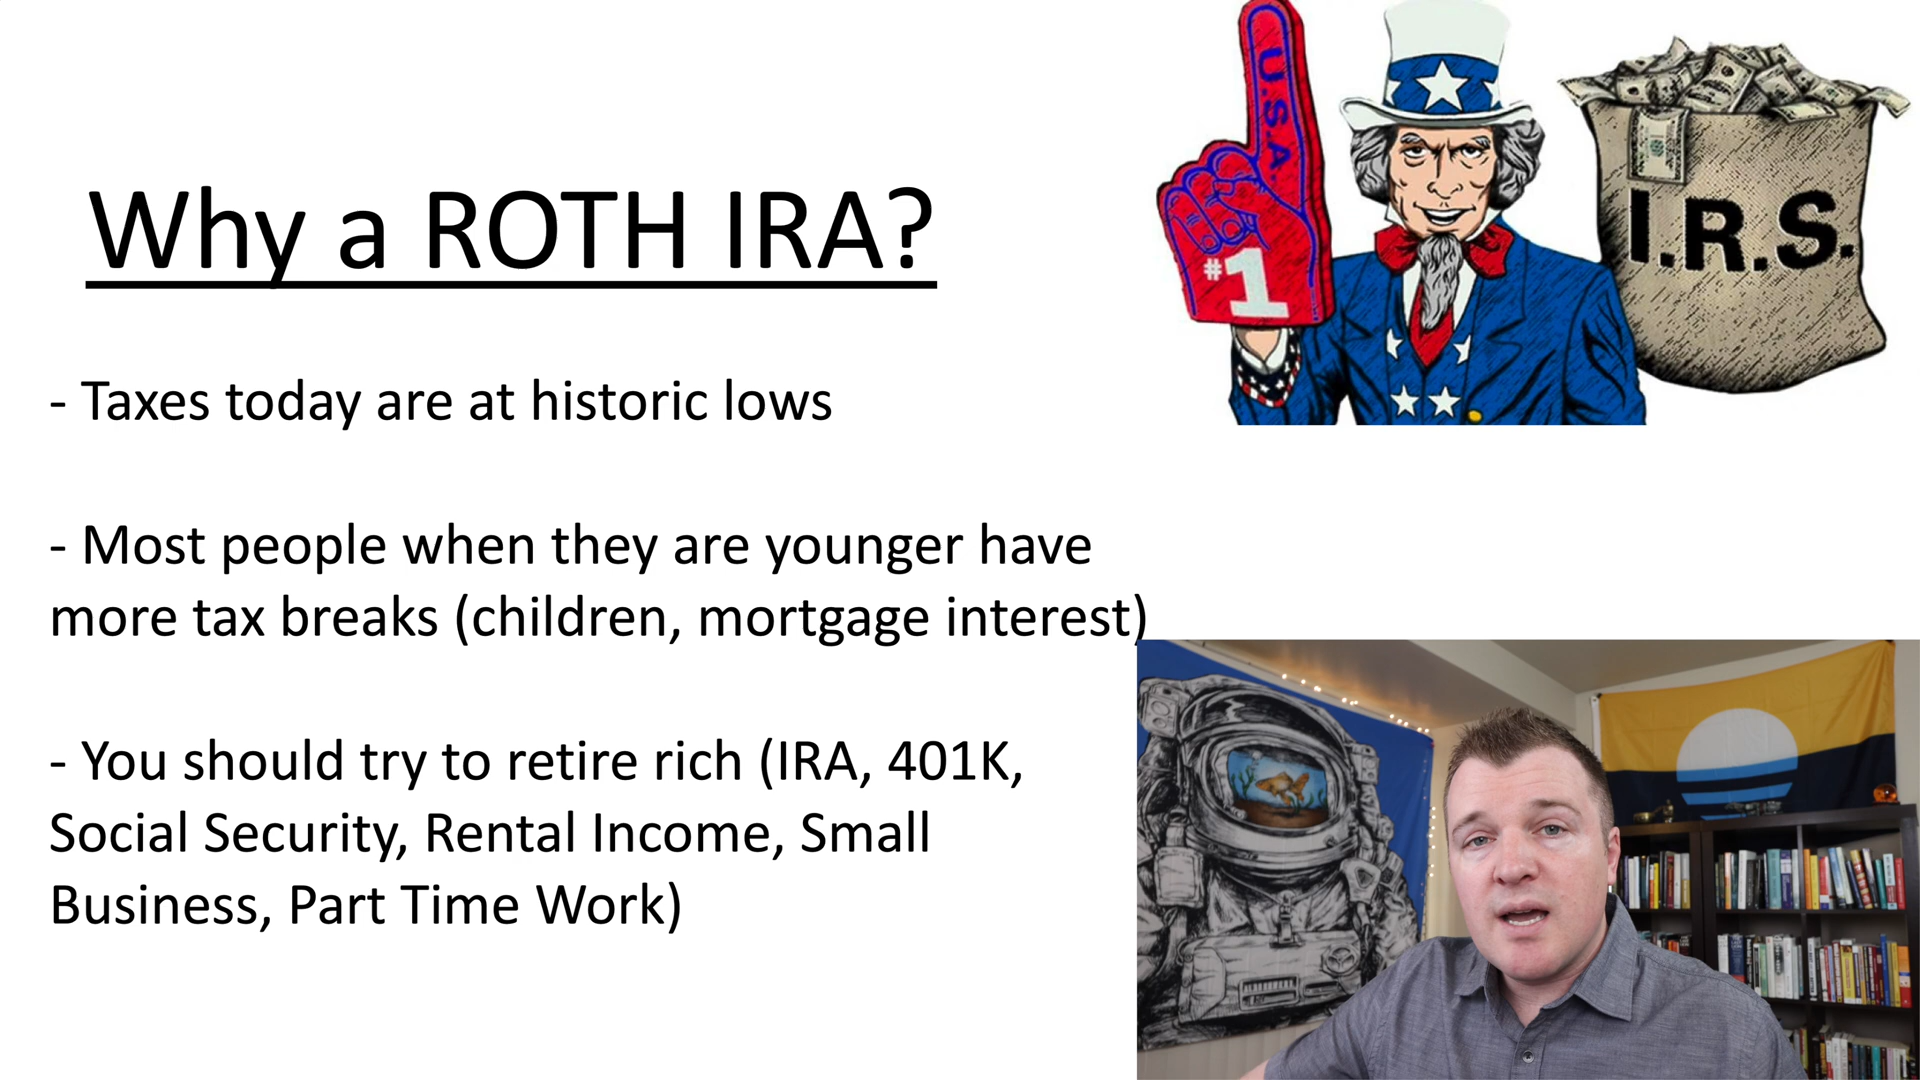 Why a ROTH IRA?
- Taxes today are at historic lows
- Most people when they are younger have
more tax breaks (children, mortgage interest)
- You should try to retire rich (IRA, 401K,
Social Security, Rental Income, Small
Business, Part Time Work)
U.S.A.
#1
I.R.S.